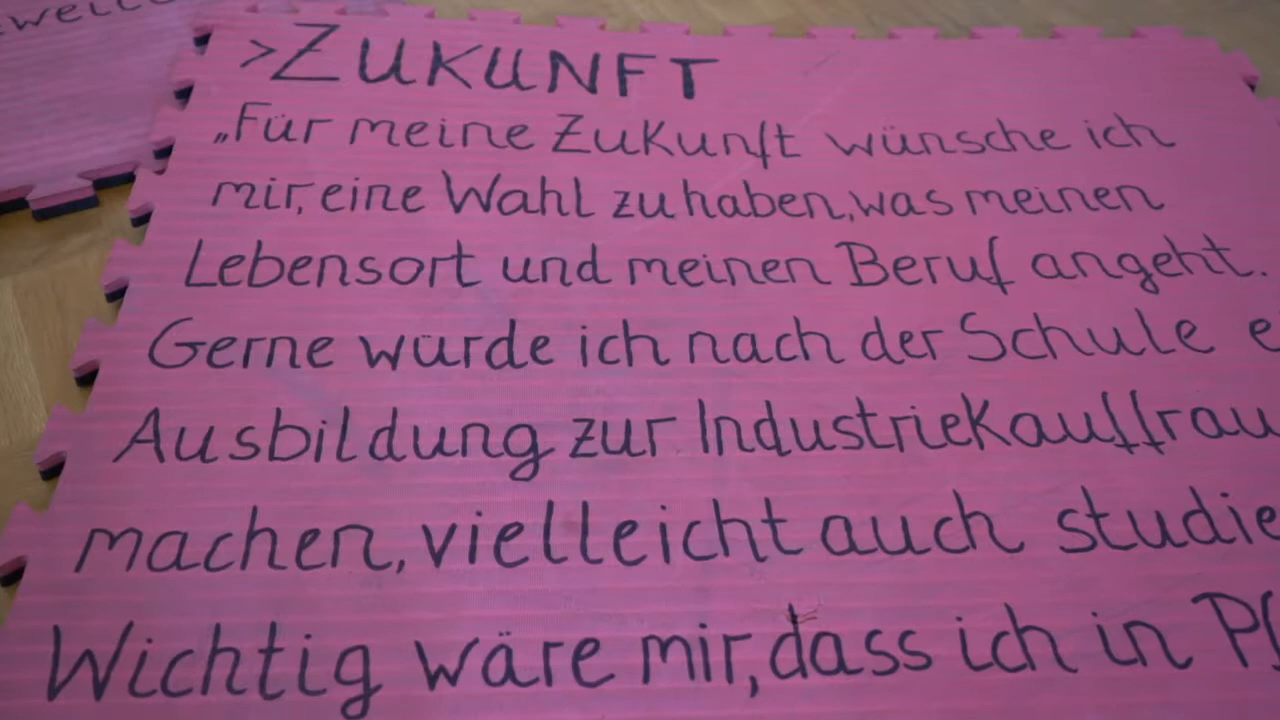 >ZUKUNFT
„Für meine Zukunft wünsche ich
mir, eine Wahl zu haben, was meinen
Lebensort und meinen Beruf angeht.
Gerne würde ich nach der Schule e
Ausbildung zur Industriekauffrau
machen, vielleicht auch studie
Wichtig wäre mir, dass ich in